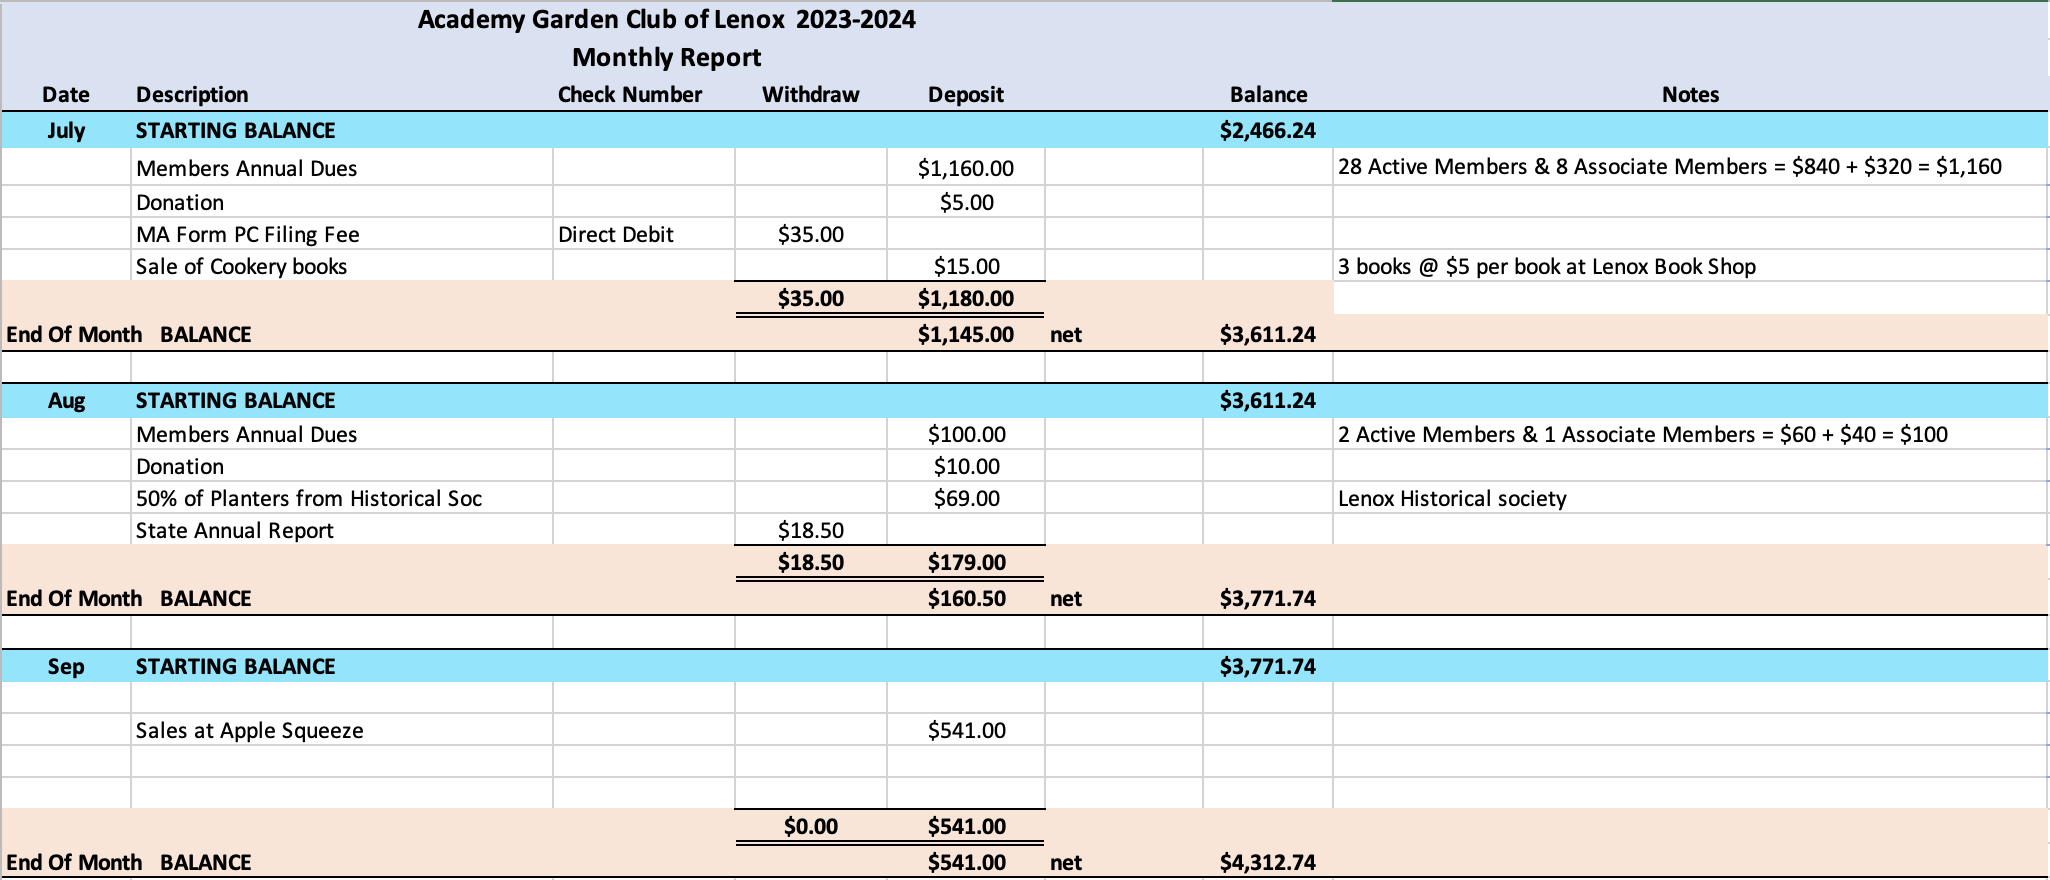 Academy Garden Club of Lenox 2023-2024
Monthly Report
Date Description Check Number Withdraw Deposit Balance Notes
July STARTING BALANCE $2,466.24
Members Annual Dues $1,160.00 28 Active Members & 8 Associate Members = $840 + $320 = $1,160
Donation $5.00
MA Form PC Filing Fee Direct Debit $35.00
Sale of Cookery books $15.00 3 books @ $5 per book at Lenox Book Shop
$35.00 $1,180.00
End Of Month BALANCE $1,145.00 net $3,611.24
Aug STARTING BALANCE $3,611.24
Members Annual Dues $100.00 2 Active Members & 1 Associate Members = $60 + $40 = $100
Donation $10.00
50% of Planters from Historical Soc $69.00 Lenox Historical society
State Annual Report $18.50
$18.50 $179.00
End Of Month BALANCE $160.50 net $3,771.74
Sep STARTING BALANCE $3,771.74
Sales at Apple Squeeze $541.00
$0.00 $541.00
End Of Month BALANCE $541.00 net $4,312.74